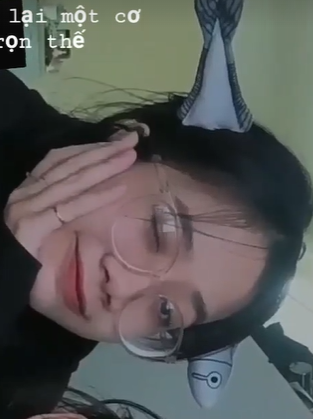 lại một cơ
rọn thế